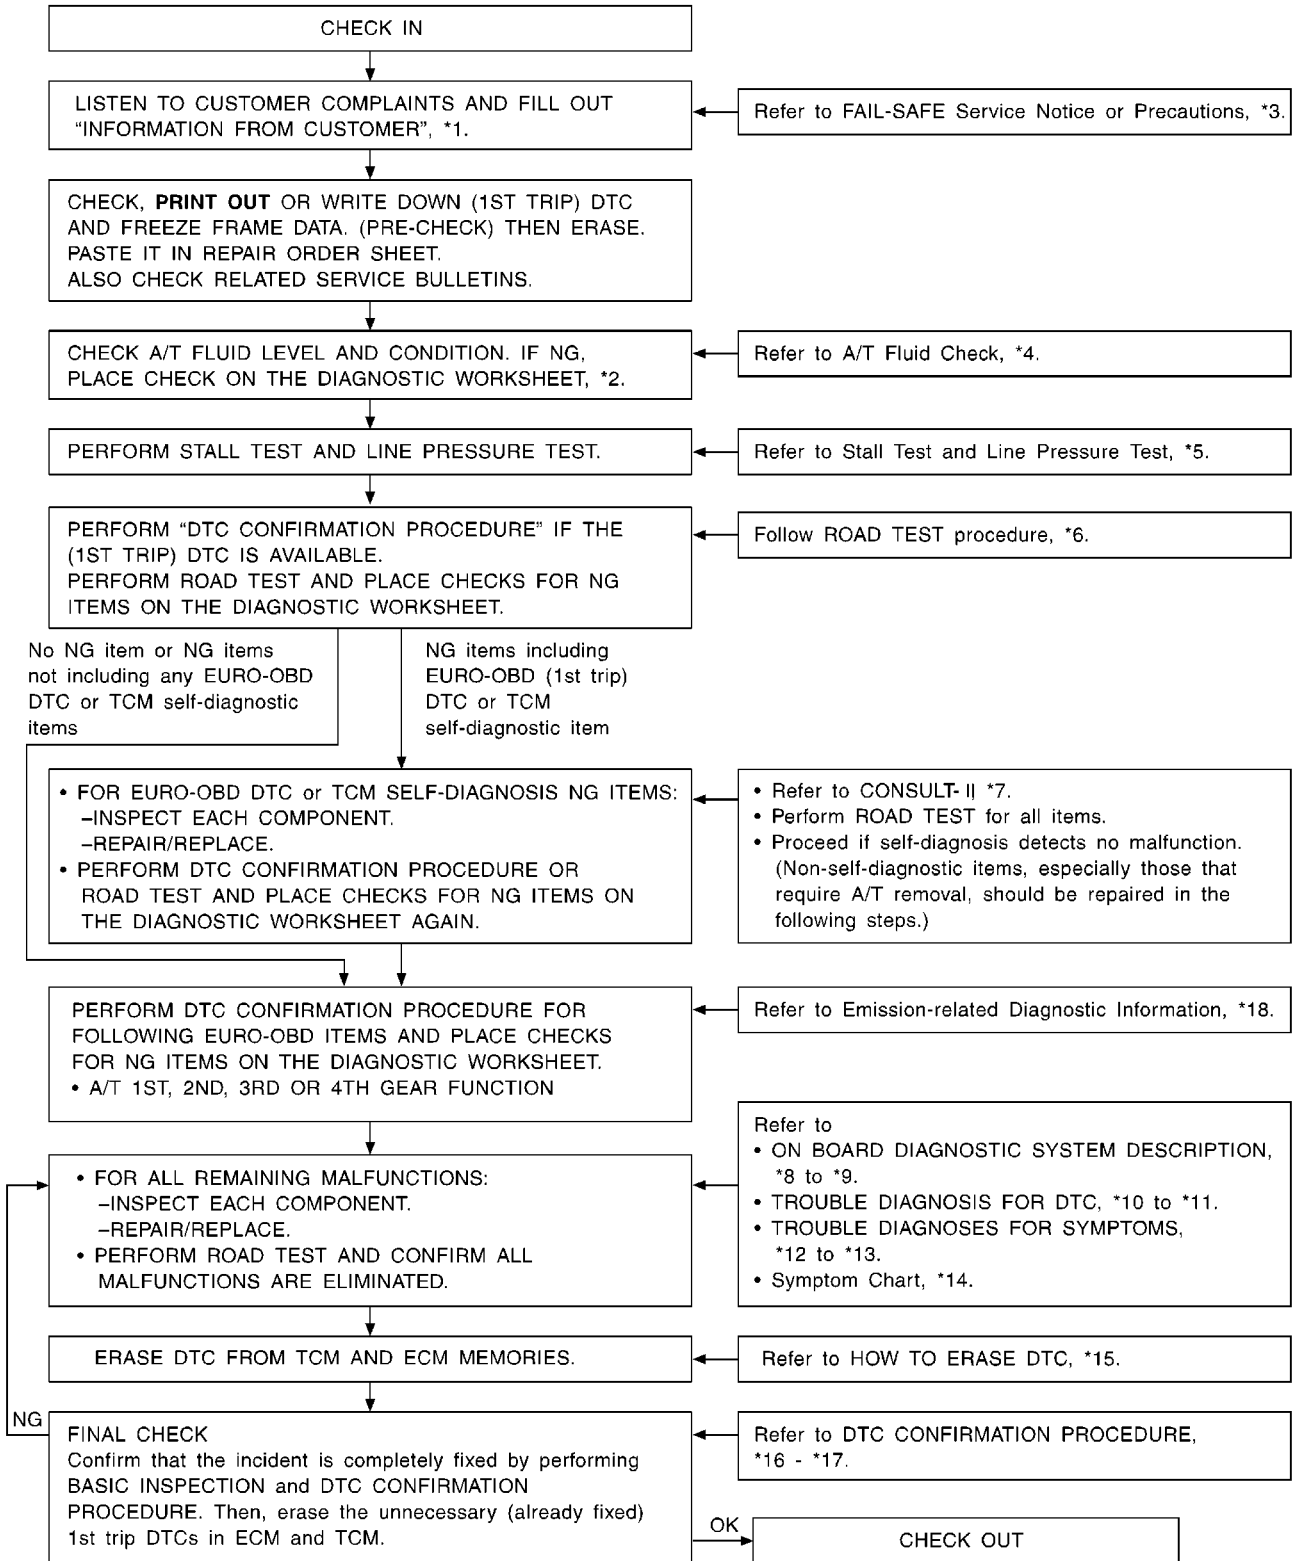 CHECK IN
LISTEN TO CUSTOMER COMPLAINTS AND FILL OUT
“INFORMATION FROM CUSTOMER”, *1.
Refer to FAIL-SAFE Service Notice or Precautions, *3.
CHECK, PRINT OUT OR WRITE DOWN (1ST TRIP) DTC
AND FREEZE FRAME DATA. (PRE-CHECK) THEN ERASE.
PASTE IT IN REPAIR ORDER SHEET.
ALSO CHECK RELATED SERVICE BULLETINS.
CHECK A/T FLUID LEVEL AND CONDITION. IF NG,
PLACE CHECK ON THE DIAGNOSTIC WORKSHEET, *2.
Refer to A/T Fluid Check, *4.
PERFORM STALL TEST AND LINE PRESSURE TEST.
Refer to Stall Test and Line Pressure Test, *5.
PERFORM “DTC CONFIRMATION PROCEDURE” IF THE
(1ST TRIP) DTC IS AVAILABLE.
PERFORM ROAD TEST AND PLACE CHECKS FOR NG
ITEMS ON THE DIAGNOSTIC WORKSHEET.
Follow ROAD TEST procedure, *6.
No NG item or NG items
not including any EURO-OBD
DTC or TCM self-diagnostic
items
NG items including
EURO-OBD (1st trip)
DTC or TCM
self-diagnostic item
• FOR EURO-OBD DTC or TCM SELF-DIAGNOSIS NG ITEMS:
–INSPECT EACH COMPONENT.
–REPAIR/REPLACE.
• PERFORM DTC CONFIRMATION PROCEDURE OR
ROAD TEST AND PLACE CHECKS FOR NG ITEMS ON
THE DIAGNOSTIC WORKSHEET AGAIN.
• Refer to CONSULT-II *7.
• Perform ROAD TEST for all items.
• Proceed if self-diagnosis detects no malfunction.
(Non-self-diagnostic items, especially those that
require A/T removal, should be repaired in the
following steps.)
PERFORM DTC CONFIRMATION PROCEDURE FOR
FOLLOWING EURO-OBD ITEMS AND PLACE CHECKS
FOR NG ITEMS ON THE DIAGNOSTIC WORKSHEET.
• A/T 1ST, 2ND, 3RD OR 4TH GEAR FUNCTION
Refer to Emission-related Diagnostic Information, *18.
• FOR ALL REMAINING MALFUNCTIONS:
–INSPECT EACH COMPONENT.
–REPAIR/REPLACE.
• PERFORM ROAD TEST AND CONFIRM ALL
MALFUNCTIONS ARE ELIMINATED.
Refer to
• ON BOARD DIAGNOSTIC SYSTEM DESCRIPTION,
*8 to *9.
• TROUBLE DIAGNOSIS FOR DTC, *10 to *11.
• TROUBLE DIAGNOSES FOR SYMPTOMS,
*12 to *13.
• Symptom Chart, *14.
ERASE DTC FROM TCM AND ECM MEMORIES.
Refer to HOW TO ERASE DTC, *15.
NG
FINAL CHECK
Confirm that the incident is completely fixed by performing
BASIC INSPECTION and DTC CONFIRMATION
PROCEDURE. Then, erase the unnecessary (already fixed)
1st trip DTCs in ECM and TCM.
Refer to DTC CONFIRMATION PROCEDURE,
*16 - *17.
OK
CHECK OUT